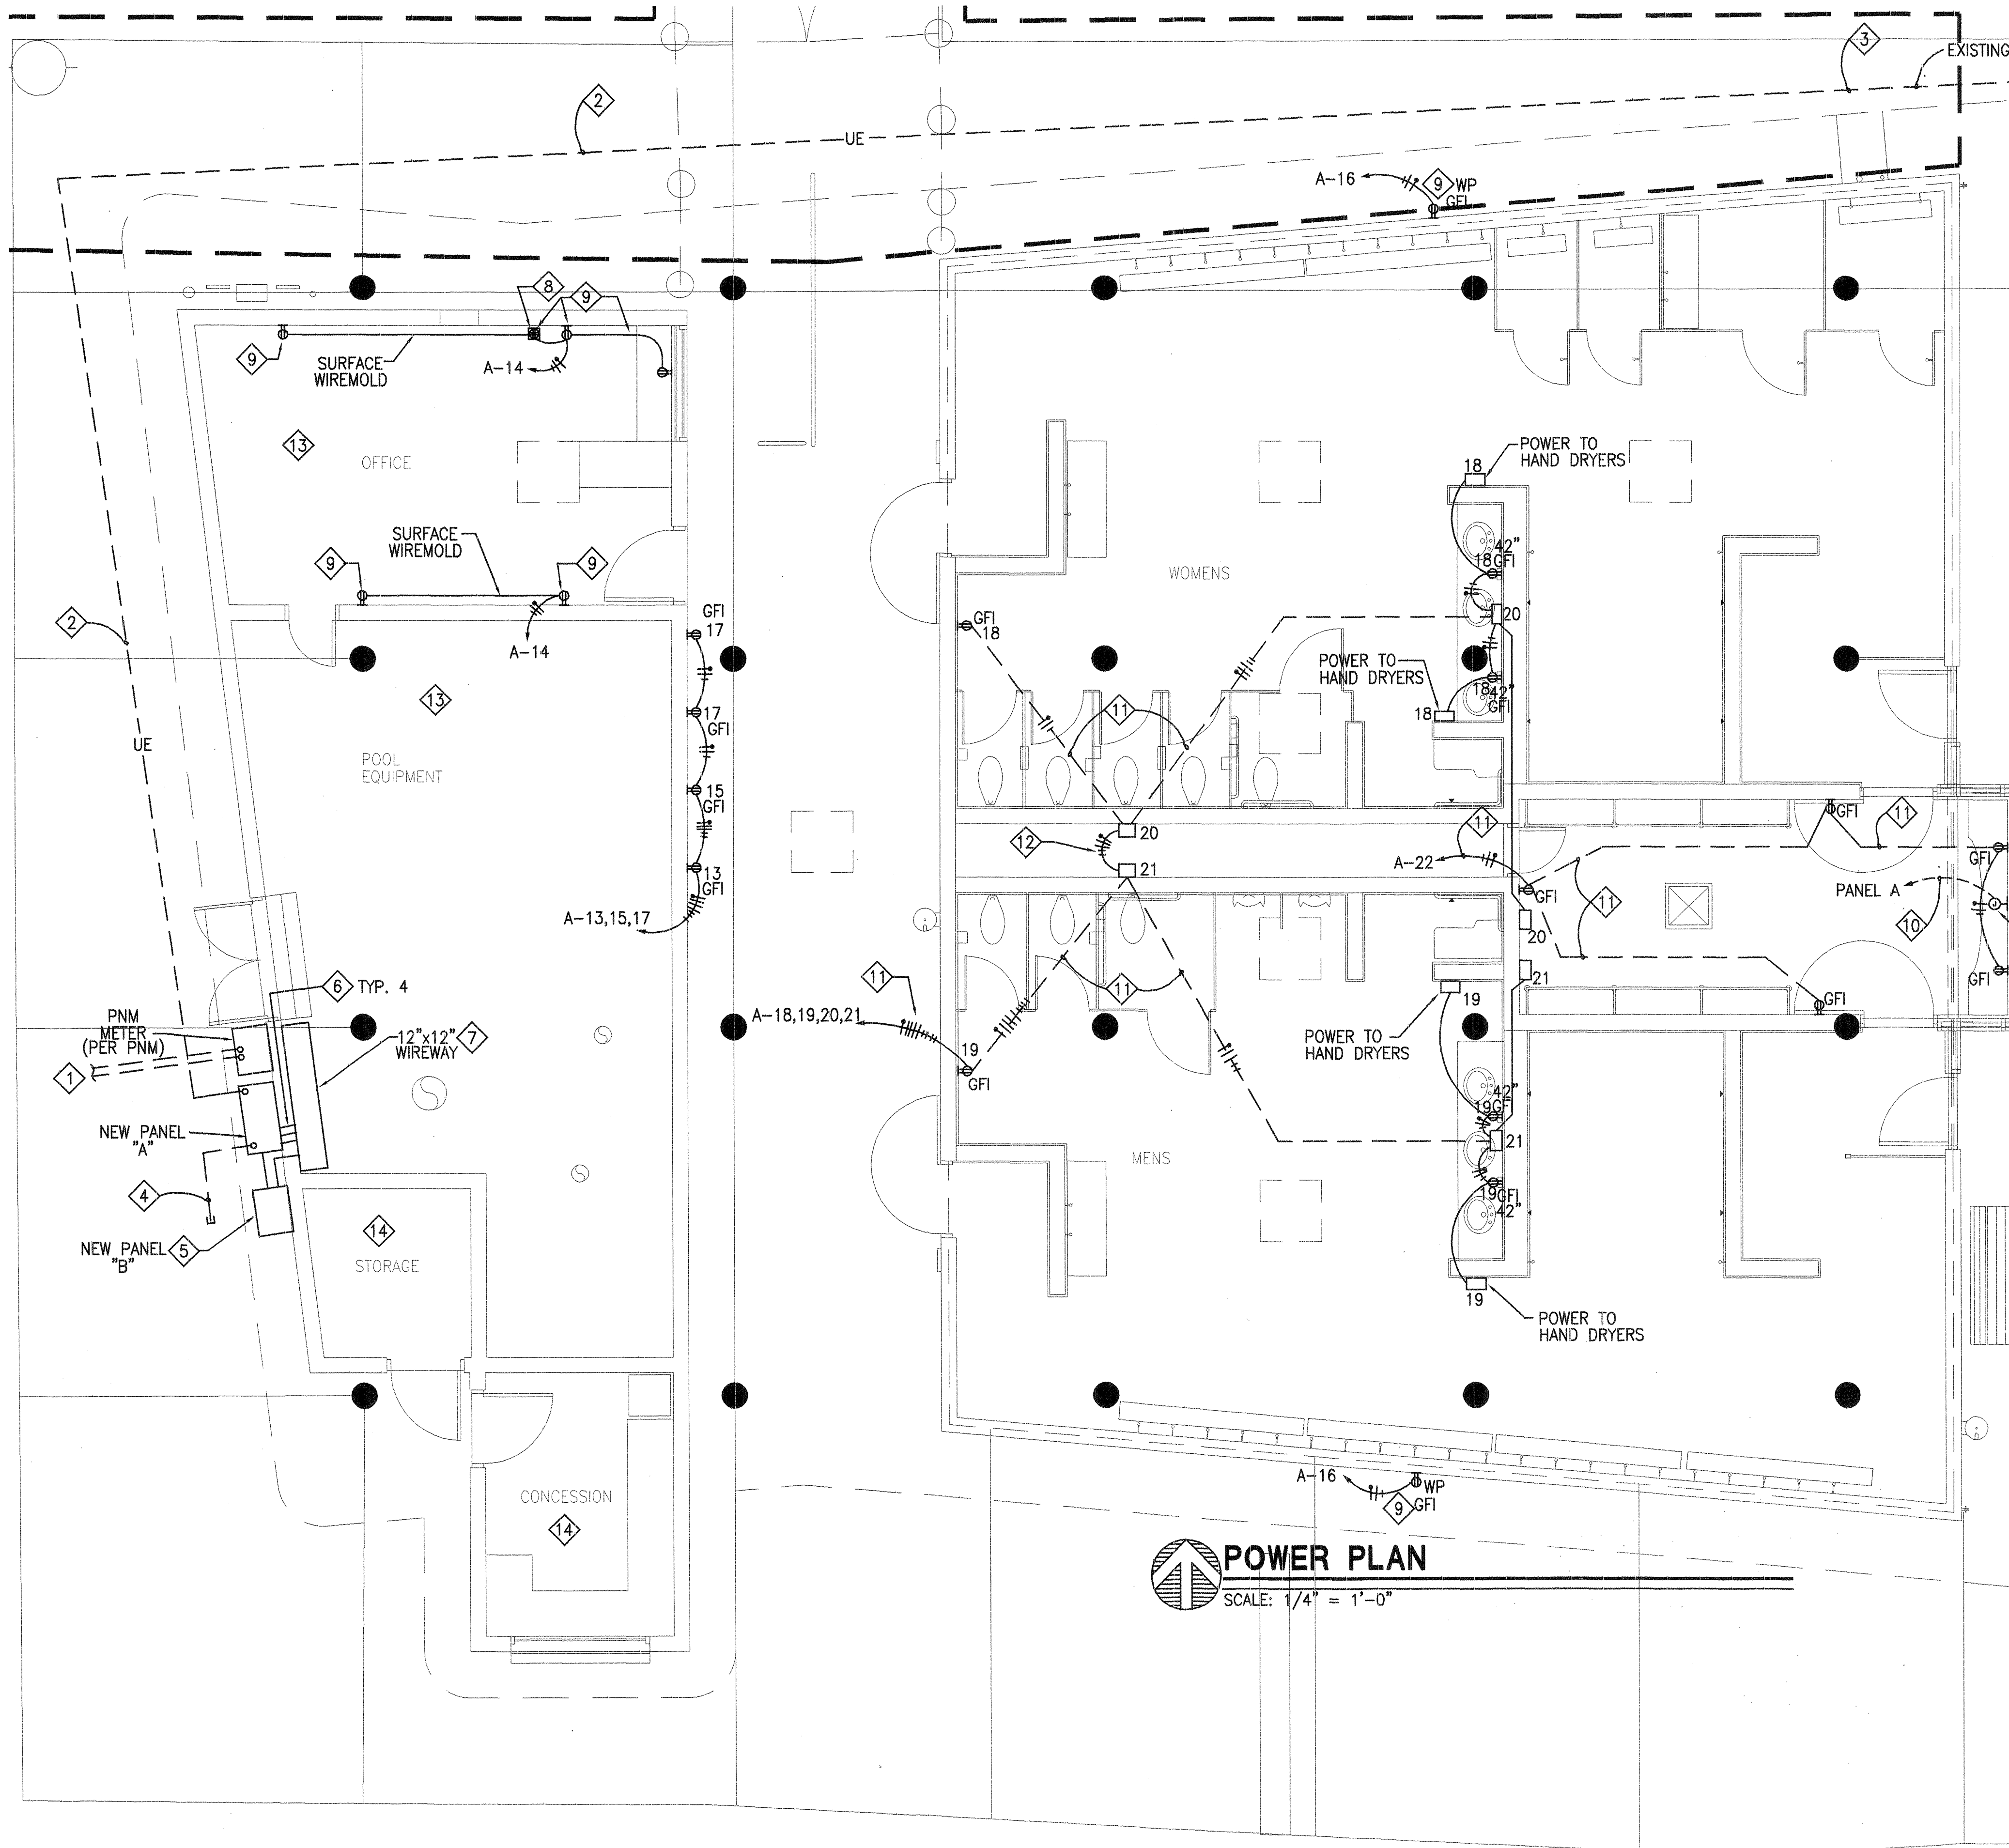 3
EXISTING
2
UE
A-16
9
WP
GFI
8
9
9
SURFACE
WIREMOLD
A-14
13
OFFICE
POWER TO
HAND DRYERS
18
SURFACE
WIREMOLD
42"
18GFI
9
9
WOMENS
2
GFI
17
GFI
18
20
A-14
POWER TO
HAND DRYERS
18
42"
GFI
13
17
GFI
11
18
UE
POOL
EQUIPMENT
15
GFI
GFI
11
20
12
11
A-22
GFI
13
GFI
21
GFI
PANEL A
11
A-13,15,17
10
20
6
TYP. 4
11
11
21
GFI
PNM
METER
(PER PNM)
A-18,19,20,21
19
GFI
12"x12"
WIREWAY
7
POWER TO
HAND DRYERS
1
19
GFI
42"
19GFI
NEW PANEL
"A"
21
MENS
4
19GFI
42"
14
NEW PANEL
"B"
5
STORAGE
19
POWER TO
HAND DRYERS
A-16
WP
GFI
9
CONCESSION
14
POWER PLAN
SCALE: 1/4" = 1'-0"